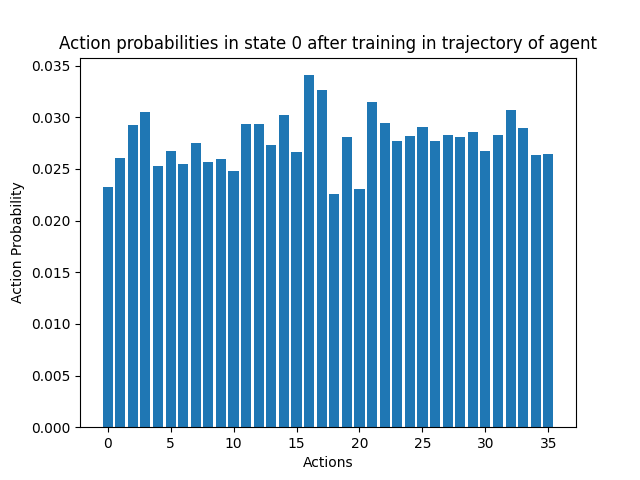 Action probabilities in state 0 after training in trajectory of agent
0.035
0.030
0.025
0.020
0.015
0.010
0.005
0.000
Action Probability
0 5 10 15 20 25 30 35
Actions